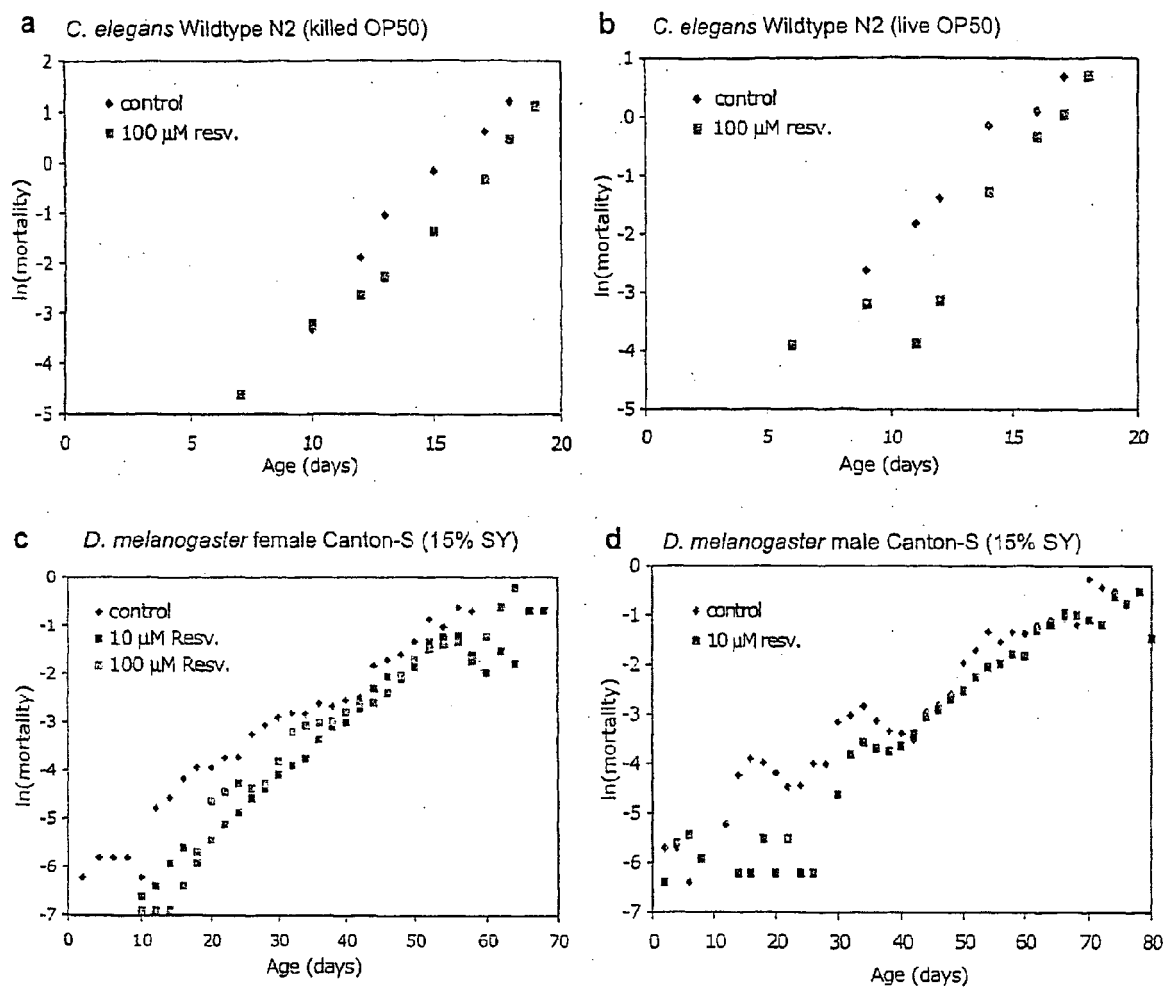 a C. elegans Wildtype N2 (killed OP50)
2
1
0
-1
-2
-3
-4
-5
ln(mortality)
control
100 µM resv.
0 5 10 15 20
Age (days)
b C. elegans Wildtype N2 (live OP50)
1
0
-1
-2
-3
-4
-5
ln(mortality)
control
100 µM resv.
0 5 10 15 20
Age (days)
c D. melanogaster female Canton-S (15% SY)
0
-1
-2
-3
-4
-5
-6
-7
ln(mortality)
control
10 µM Resv.
100 µM Resv.
0 10 20 30 40 50 60 70
Age (days)
d D. melanogaster male Canton-S (15% SY)
0
-1
-2
-3
-4
-5
-6
-7
ln(mortality)
control
10 µM resv.
0 10 20 30 40 50 60 70 80
Age (days)